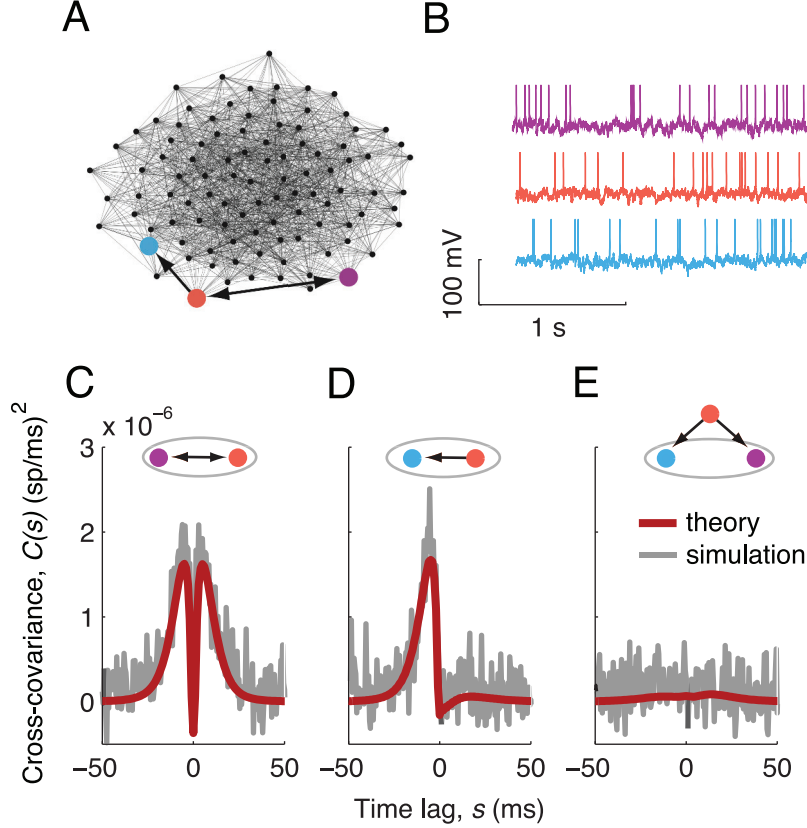 A
B
100 mV
1 s
C
D
E
x 10⁻⁶
Cross-covariance, C(s) (sp/ms)²
3
2
1
0
theory
simulation
−50 0 50
−50 0 50
−50 0 50
Time lag, s (ms)